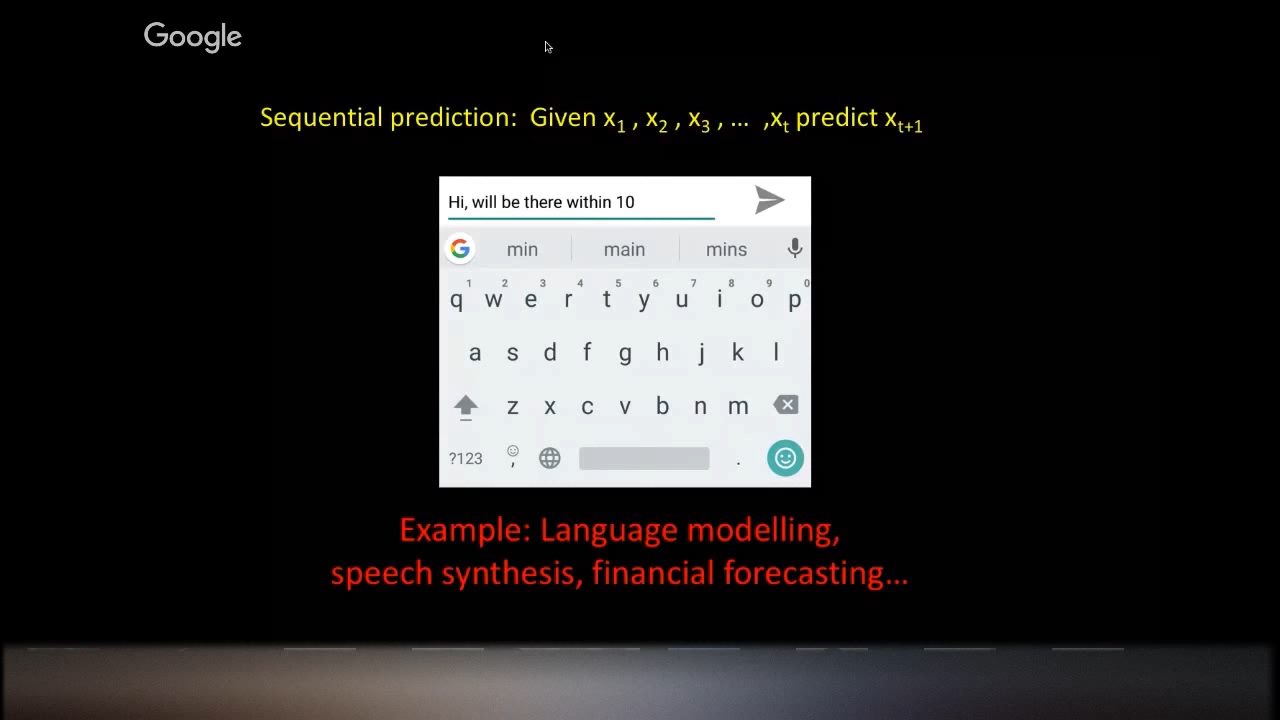 Google
Sequential prediction: Given x₁ , x₂ , x₃ , ... ,xₜ predict xₜ₊₁
Hi, will be there within 10
G min main mins
1 2 3 4 5 6 7 8 9 0
q w e r t y u i o p
a s d f g h j k l
z x c v b n m
?123 , .
Example: Language modelling,
speech synthesis, financial forecasting...